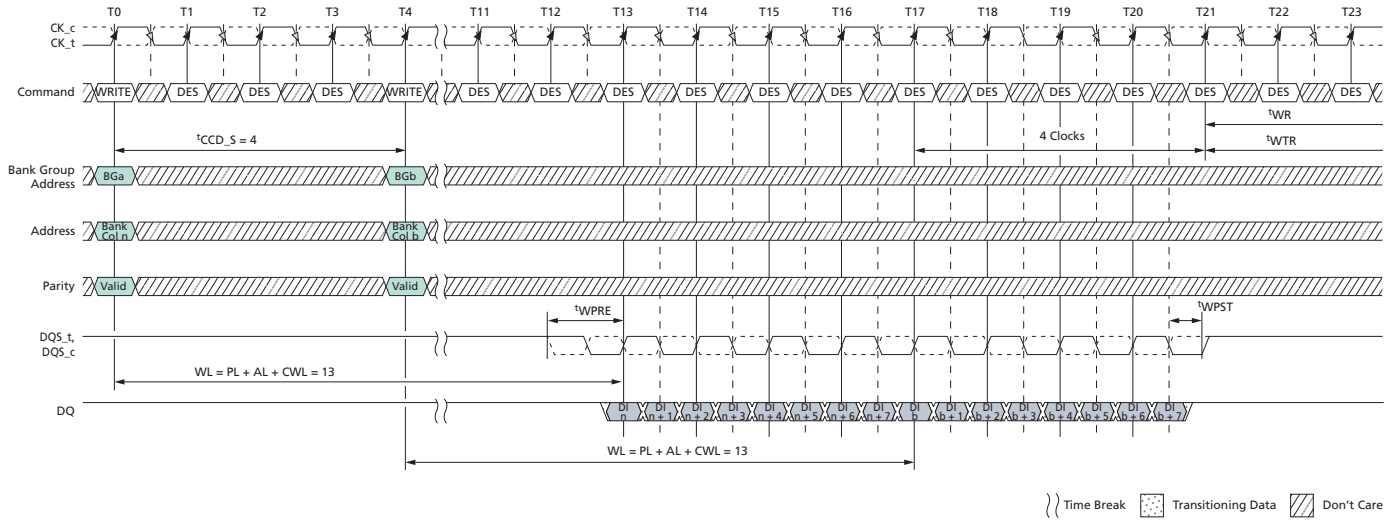 T0 T1 T2 T3 T4 T11 T12 T13 T14 T15 T16 T17 T18 T19 T20 T21 T22 T23
CK_c
CK_t
Command WRITE DES DES DES WRITE DES DES DES DES DES DES DES DES DES DES DES DES DES
tWR
tCCD_S = 4 4 Clocks tWTR
Bank Group
Address BGa BGb
Address Bank
Col n Bank
Col b
Parity Valid Valid
tWPRE tWPST
DQS_t,
DQS_c
WL = PL + AL + CWL = 13
DQ DI
n DI
n + 1 DI
n + 2 DI
n + 3 DI
n + 4 DI
n + 5 DI
n + 6 DI
n + 7 DI
b DI
b + 1 DI
b + 2 DI
b + 3 DI
b + 4 DI
b + 5 DI
b + 6 DI
b + 7
WL = PL + AL + CWL = 13
Time Break Transitioning Data Don't Care